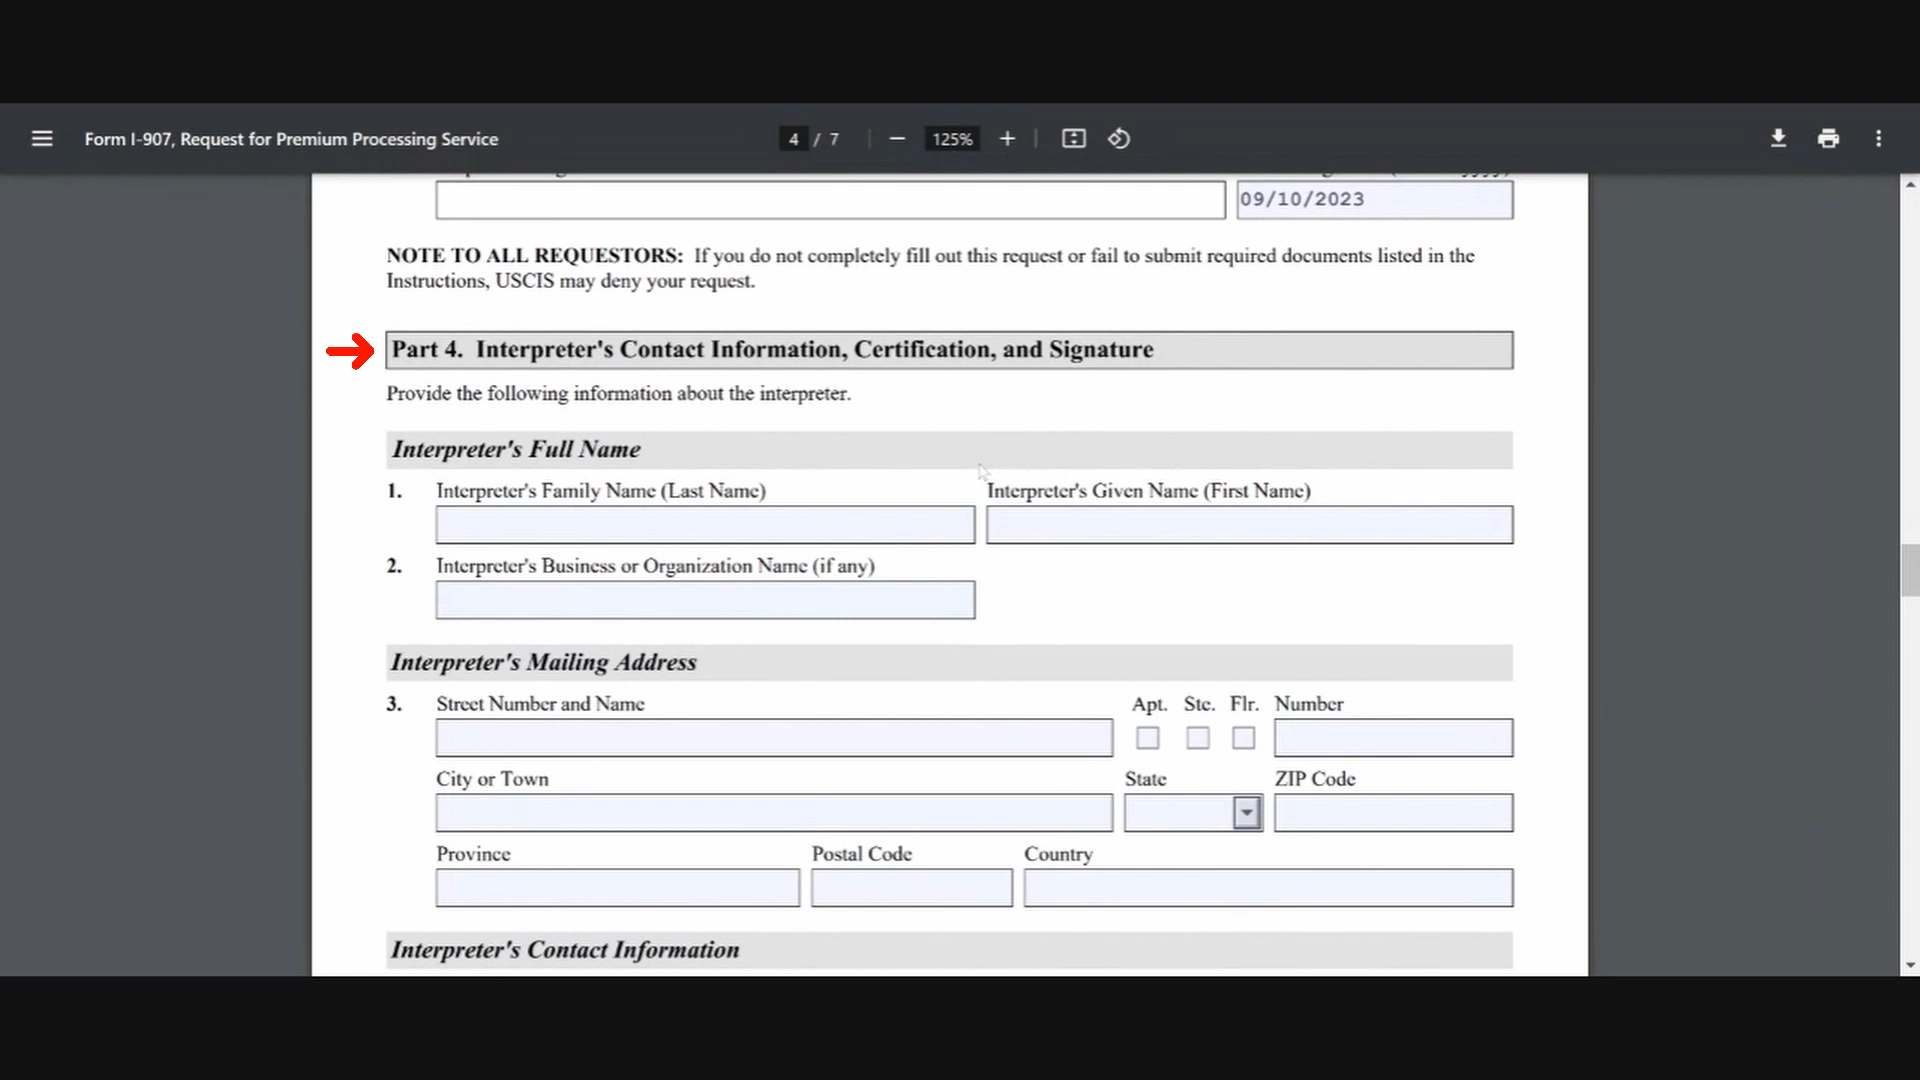 Form I-907, Request for Premium Processing Service
4 / 7
125%
09/10/2023
NOTE TO ALL REQUESTORS: If you do not completely fill out this request or fail to submit required documents listed in the
Instructions, USCIS may deny your request.
Part 4. Interpreter's Contact Information, Certification, and Signature
Provide the following information about the interpreter.
Interpreter's Full Name
1. Interpreter's Family Name (Last Name) Interpreter's Given Name (First Name)
2. Interpreter's Business or Organization Name (if any)
Interpreter's Mailing Address
3. Street Number and Name Apt. Ste. Flr. Number
City or Town State ZIP Code
Province Postal Code Country
Interpreter's Contact Information